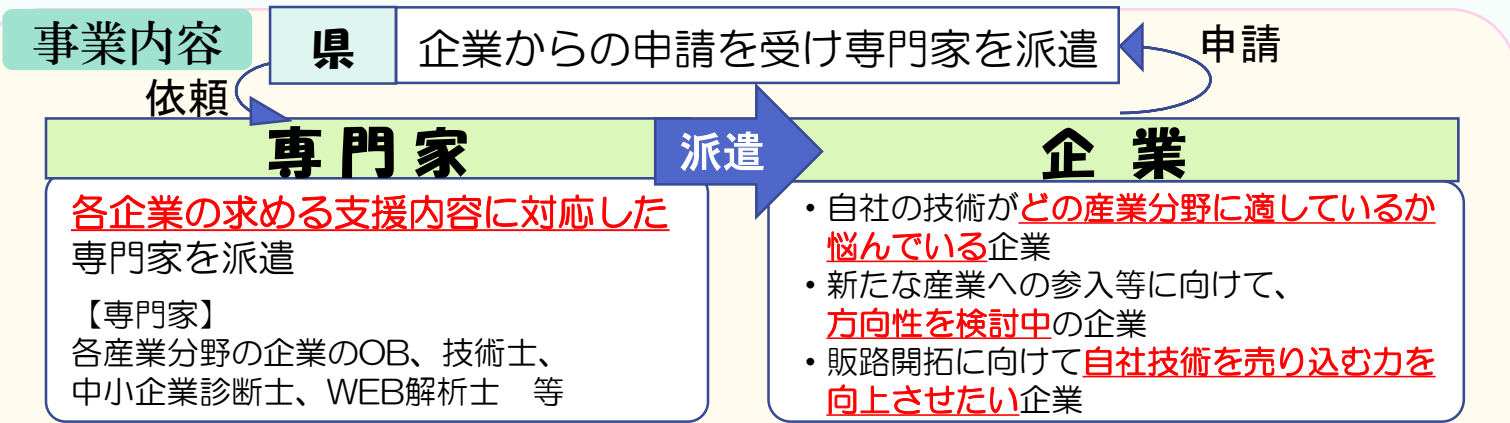 事業内容
県
企業からの申請を受け専門家を派遣
申請
依頼
専門家
派遣
企業
各企業の求める支援内容に対応した
専門家を派遣
【専門家】
各産業分野の企業のOB、技術士、
中小企業診断士、WEB解析士　等
・自社の技術がどの産業分野に適しているか
悩んでいる企業
・新たな産業への参入等に向けて、
方向性を検討中の企業
・販路開拓に向けて自社技術を売り込む力を
向上させたい企業